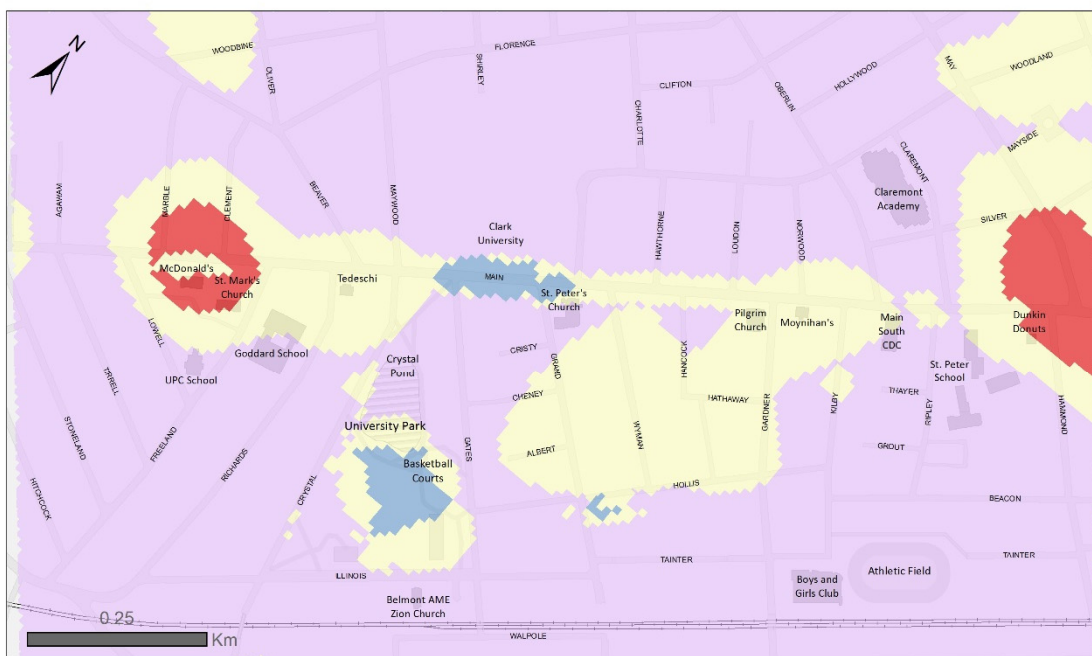 N
WOODBINE
OLIVER
FLORENCE
SHIRLEY
CLIFTON
CHARLOTTE
OBERLIN
HOLLYWOOD
MAY
WOODLAND
MAYSIDE
AGAWAM
MARBLE
CLEMENT
BEAVER
MAYWOOD
CLAREMONT
Claremont
Academy
SILVER
Clark
University
HAWTHORNE
LOUDON
NORWOOD
McDonald's
St. Mark's
Church
Tedeschi
MAIN
St. Peter's
Church
Pilgrim
Church
Moynihan's
Main
South
CDC
Dunkin
Donuts
LOWELL
Goddard School
UPC School
TIRRELL
Crystal
Pond
CRISTY
GRAND
HANCOCK
St. Peter
School
STONELAND
CHENEY
HATHAWAY
GARDNER
KILBY
THAYER
RIPLEY
HAMMOND
University Park
WYMAN
FREELAND
RICHARDS
GATES
ALBERT
GROUT
Basketball
Courts
HITCHCOCK
CRYSTAL
HOLLIS
BEACON
TAINTER
TAINTER
ILLINOIS
Boys and
Girls Club
Athletic Field
Belmont AME
Zion Church
0.25
Km
WALPOLE